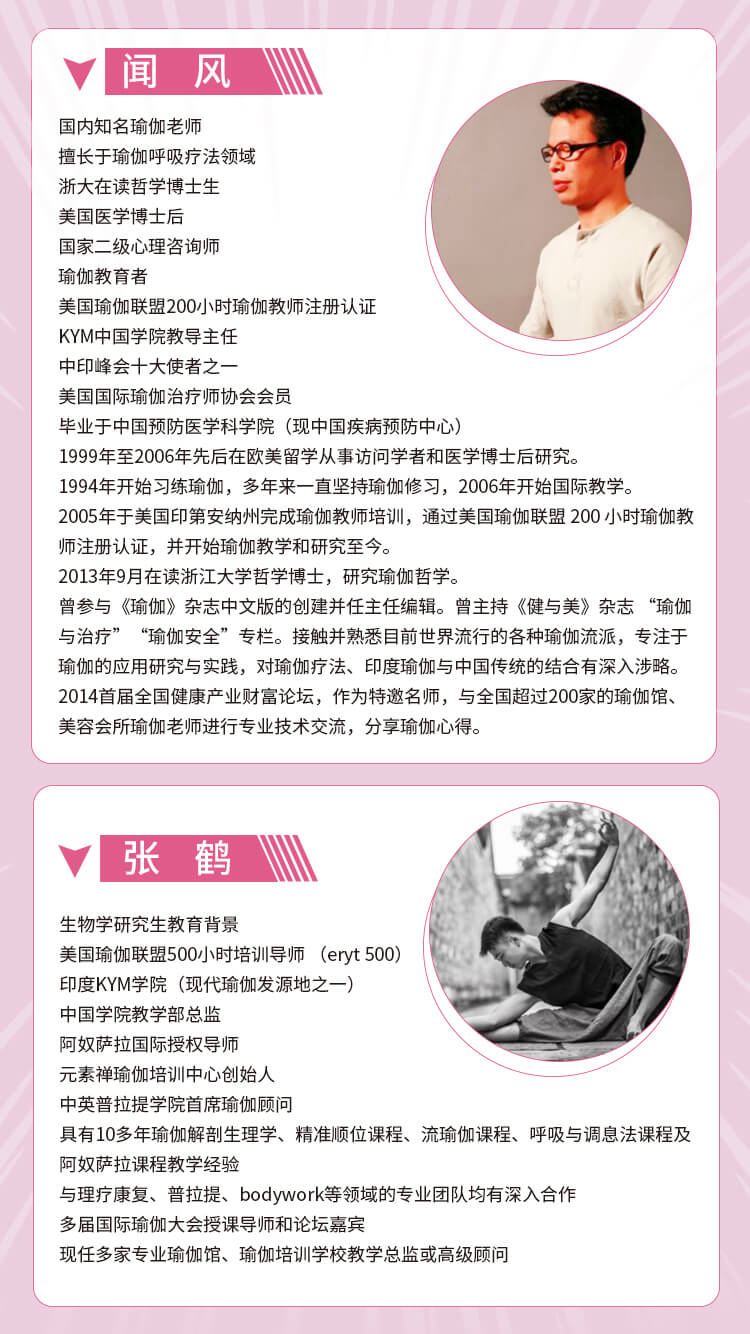 闻 风
国内知名瑜伽老师
擅长于瑜伽呼吸疗法领域
浙大在读哲学博士生
美国医学博士后
国家二级心理咨询师
瑜伽教育者
美国瑜伽联盟200小时瑜伽教师注册认证
KYM中国学院教导主任
中印峰会十大使者之一
美国国际瑜伽治疗师协会会员
毕业于中国预防医学科学院（现中国疾病预防中心）
1999年至2006年先后在欧美留学从事访问学者和医学博士后研究。
1994年开始习练瑜伽，多年来一直坚持瑜伽修习，2006年开始国际教学。
2005年于美国印第安纳州完成瑜伽教师培训，通过美国瑜伽联盟 200 小时瑜伽教
师注册认证，并开始瑜伽教学和研究至今。
2013年9月在读浙江大学哲学博士，研究瑜伽哲学。
曾参与《瑜伽》杂志中文版的创建并任主任编辑。曾主持《健与美》杂志 “瑜伽
与治疗” “瑜伽安全”专栏。接触并熟悉目前世界流行的各种瑜伽流派，专注于
瑜伽的应用研究与实践，对瑜伽疗法、印度瑜伽与中国传统的结合有深入涉略。
2014首届全国健康产业财富论坛，作为特邀名师，与全国超过200家的瑜伽馆、
美容会所瑜伽老师进行专业技术交流，分享瑜伽心得。
张 鹤
生物学研究生教育背景
美国瑜伽联盟500小时培训导师 （eryt 500）
印度KYM学院（现代瑜伽发源地之一）
中国学院教学部总监
阿奴萨拉国际授权导师
元素禅瑜伽培训中心创始人
中英普拉提学院首席瑜伽顾问
具有10多年瑜伽解剖生理学、精准顺位课程、流瑜伽课程、呼吸与调息法课程及
阿奴萨拉课程教学经验
与理疗康复、普拉提、bodywork等领域的专业团队均有深入合作
多届国际瑜伽大会授课导师和论坛嘉宾
现任多家专业瑜伽馆、瑜伽培训学校教学总监或高级顾问